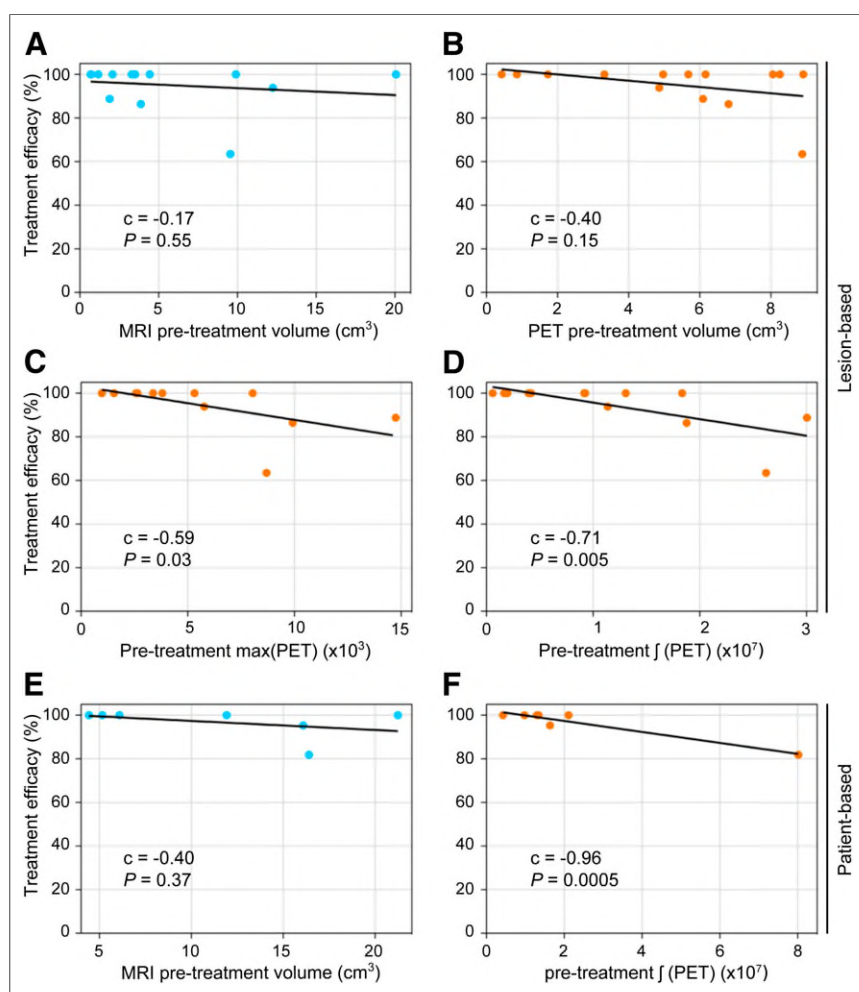 A
B
Treatment efficacy (%)
100
80
60
40
20
0
c = -0.17
P = 0.55
0 5 10 15 20
MRI pre-treatment volume (cm³)
100
80
60
40
20
0
c = -0.40
P = 0.15
0 2 4 6 8
PET pre-treatment volume (cm³)
Lesion-based
C
D
Treatment efficacy (%)
100
80
60
40
20
0
c = -0.59
P = 0.03
0 5 10 15
Pre-treatment max(PET) (x10³)
100
80
60
40
20
0
c = -0.71
P = 0.005
0 1 2 3
Pre-treatment ∫ (PET) (x10⁷)
E
F
Treatment efficacy (%)
100
80
60
40
20
0
c = -0.40
P = 0.37
5 10 15 20
MRI pre-treatment volume (cm³)
100
80
60
40
20
0
c = -0.96
P = 0.0005
0 2 4 6 8
pre-treatment ∫ (PET) (x10⁷)
Patient-based